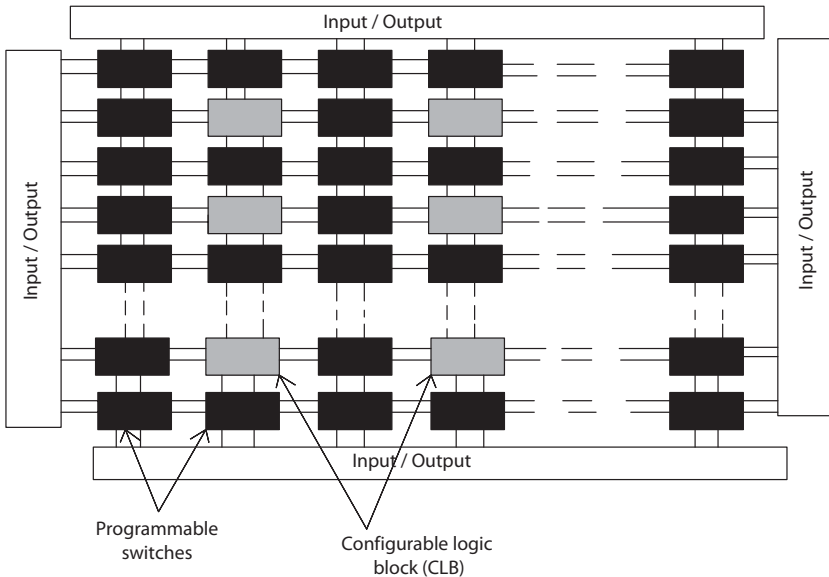 Input / Output
Input / Output
Input / Output
Input / Output
Programmable
switches
Configurable logic
block (CLB)